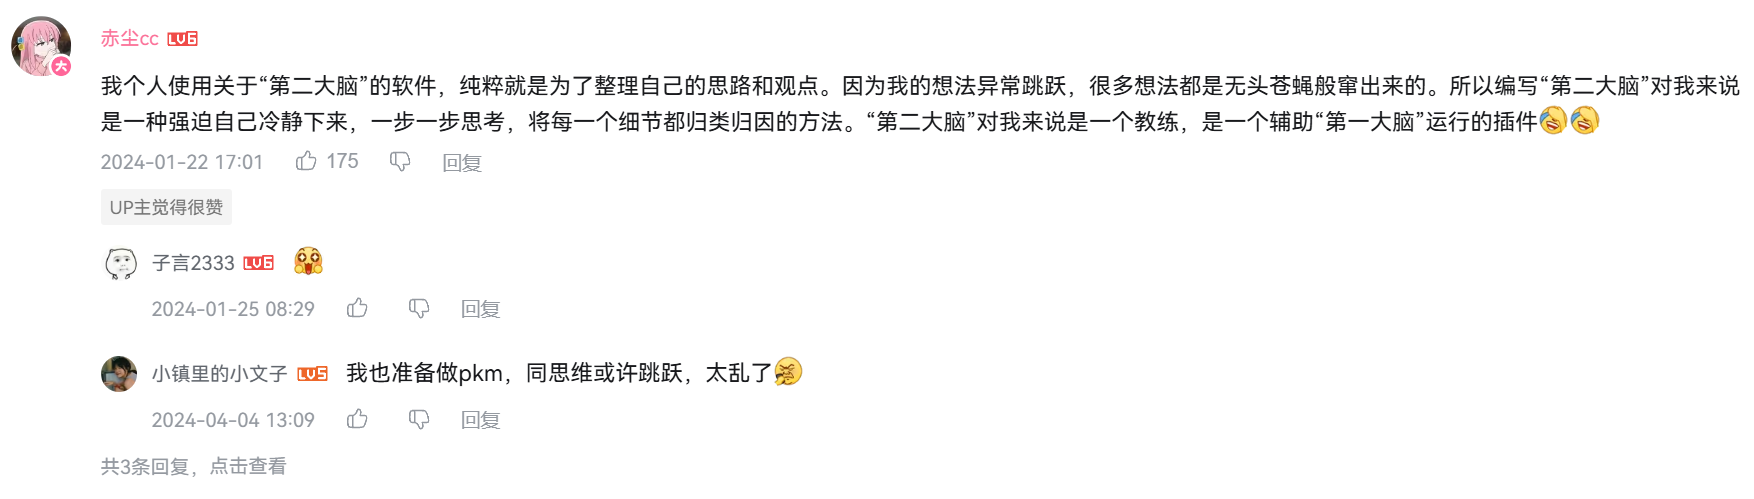 赤尘cc LV6
我个人使用关于“第二大脑”的软件，纯粹就是为了整理自己的思路和观点。因为我的想法异常跳跃，很多想法都是无头苍蝇般窜出来的。所以编写“第二大脑”对我来说
是一种强迫自己冷静下来，一步一步思考，将每一个细节都归类归因的方法。“第二大脑”对我来说是一个教练，是一个辅助“第一大脑”运行的插件
2024-01-22 17:01 175 回复
UP主觉得很赞
子言2333 LV6
2024-01-25 08:29 回复
小镇里的小文子 LV5 我也准备做pkm，同思维或许跳跃，太乱了
2024-04-04 13:09 回复
共3条回复，点击查看
大